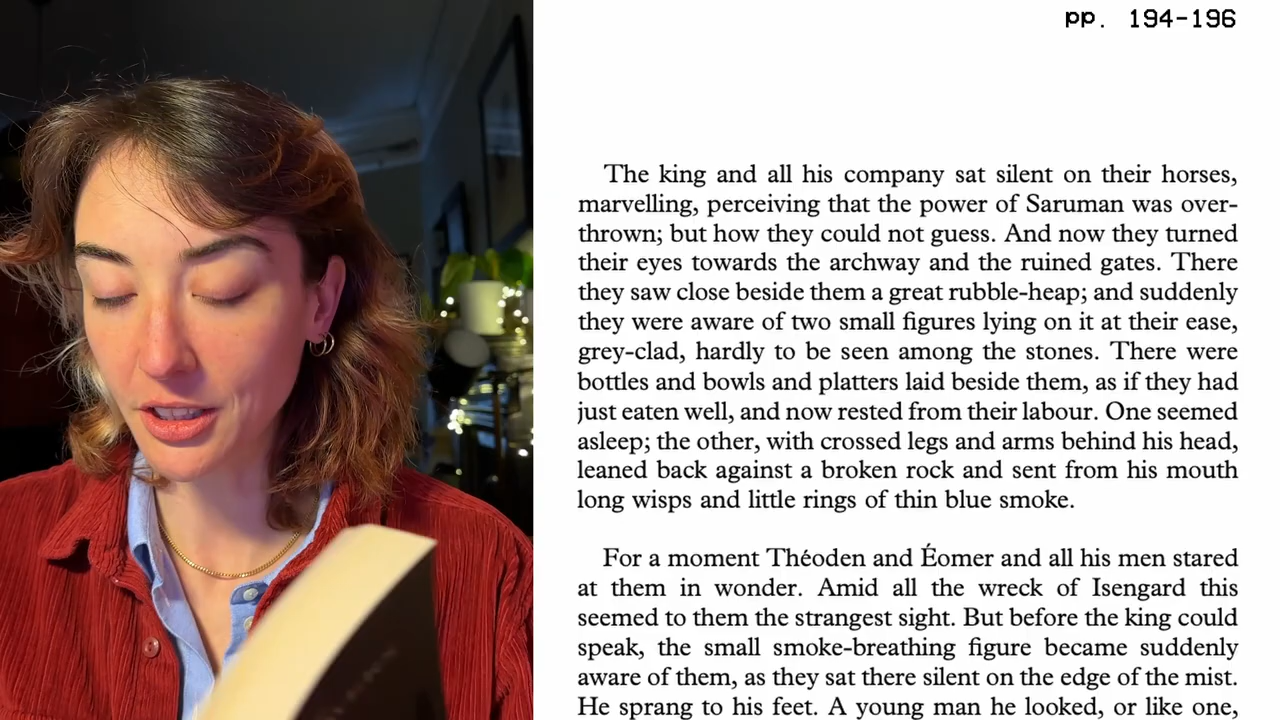 pp. 194-196
The king and all his company sat silent on their horses,
marvelling, perceiving that the power of Saruman was over-
thrown; but how they could not guess. And now they turned
their eyes towards the archway and the ruined gates. There
they saw close beside them a great rubble-heap; and suddenly
they were aware of two small figures lying on it at their ease,
grey-clad, hardly to be seen among the stones. There were
bottles and bowls and platters laid beside them, as if they had
just eaten well, and now rested from their labour. One seemed
asleep; the other, with crossed legs and arms behind his head,
leaned back against a broken rock and sent from his mouth
long wisps and little rings of thin blue smoke.
For a moment Théoden and Éomer and all his men stared
at them in wonder. Amid all the wreck of Isengard this
seemed to them the strangest sight. But before the king could
speak, the small smoke-breathing figure became suddenly
aware of them, as they sat there silent on the edge of the mist.
He sprang to his feet. A young man he looked, or like one,